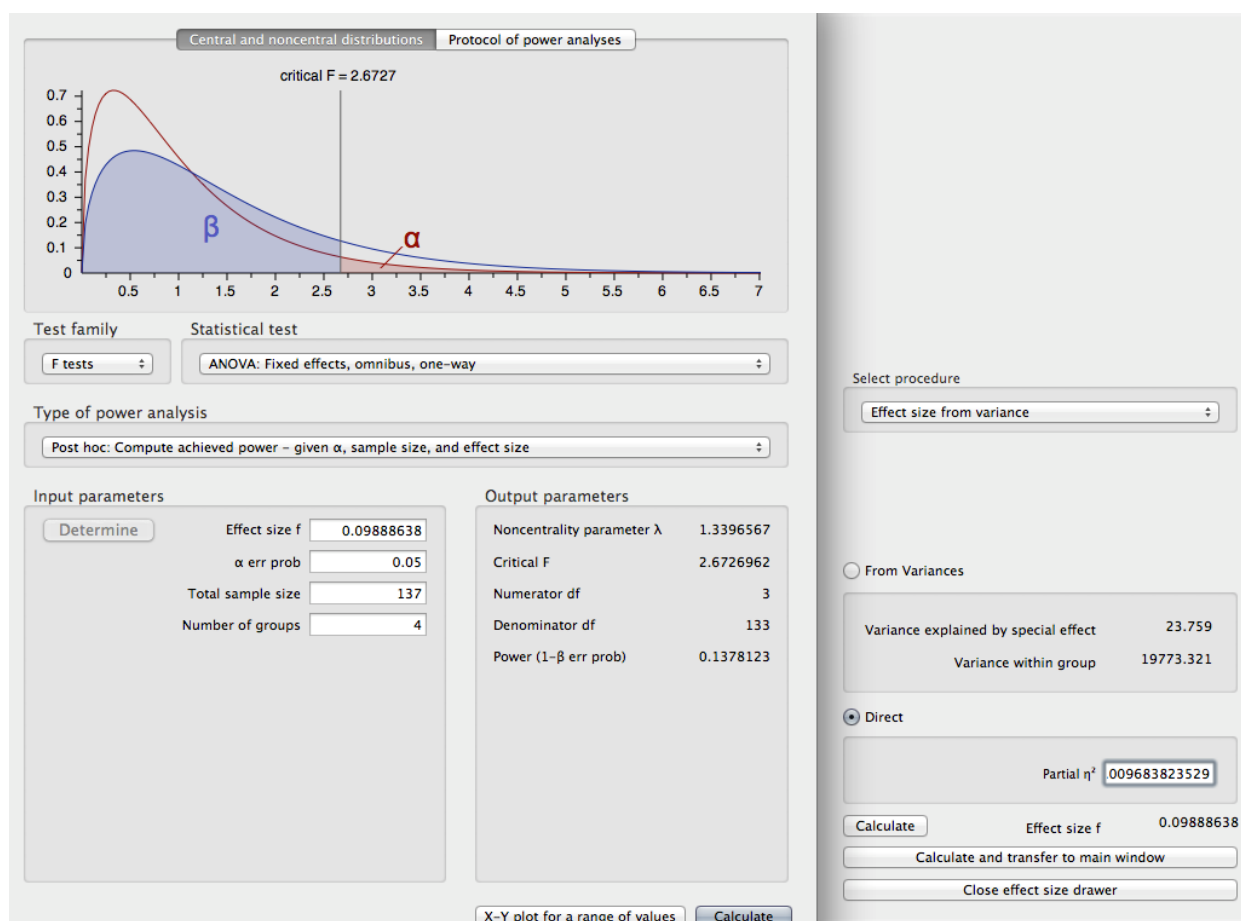 Central and noncentral distributions
Protocol of power analyses
critical F = 2.6727
0.7
0.6
0.5
0.4
0.3
0.2
0.1
0
β
α
0.5 1 1.5 2 2.5 3 3.5 4 4.5 5 5.5 6 6.5 7
Test family
Statistical test
F tests
ANOVA: Fixed effects, omnibus, one-way
Type of power analysis
Post hoc: Compute achieved power – given α, sample size, and effect size
Input parameters
Determine
Effect size f 0.09888638
α err prob 0.05
Total sample size 137
Number of groups 4
Output parameters
Noncentrality parameter λ 1.3396567
Critical F 2.6726962
Numerator df 3
Denominator df 133
Power (1-β err prob) 0.1378123
X-Y plot for a range of values
Calculate
Select procedure
Effect size from variance
From Variances
Variance explained by special effect 23.759
Variance within group 19773.321
Direct
Partial η² .009683823529
Calculate
Effect size f 0.09888638
Calculate and transfer to main window
Close effect size drawer